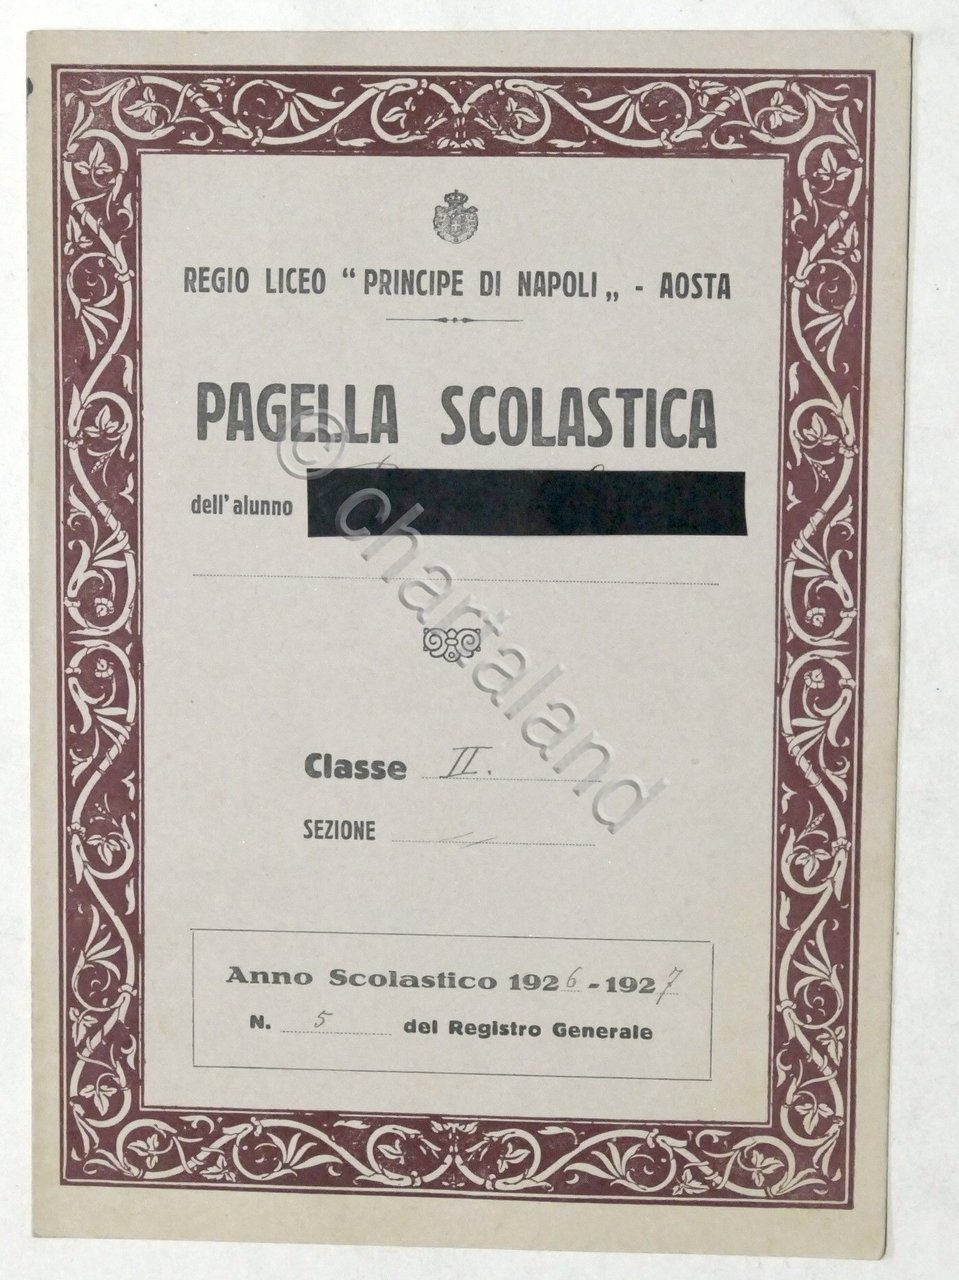 REGIO LICEO “ PRINCIPE DI NAPOLI „ - AOSTA
PAGELLA SCOLASTICA
dell' alunno
Classe II.
SEZIONE
Anno Scolastico 1926 - 1927
N. 5 del Registro Generale
© chartaland